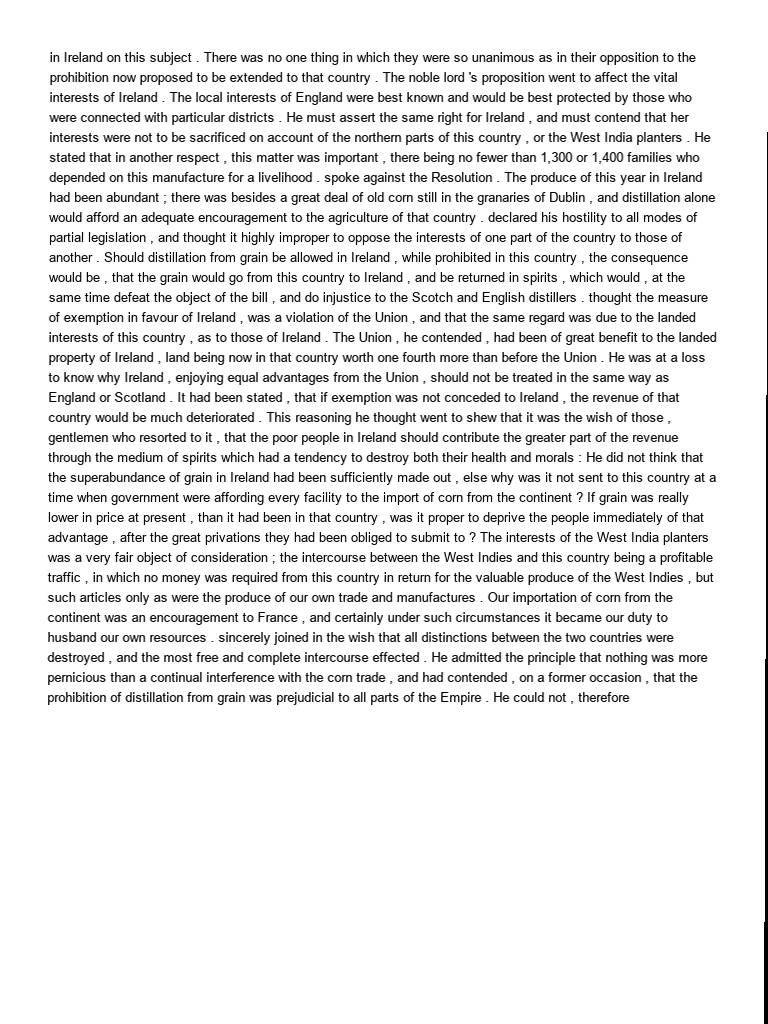 in Ireland on this subject . There was no one thing in which they were so unanimous as in their opposition to the
prohibition now proposed to be extended to that country . The noble lord 's proposition went to affect the vital
interests of Ireland . The local interests of England were best known and would be best protected by those who
were connected with particular districts . He must assert the same right for Ireland , and must contend that her
interests were not to be sacrificed on account of the northern parts of this country , or the West India planters . He
stated that in another respect , this matter was important , there being no fewer than 1,300 or 1,400 families who
depended on this manufacture for a livelihood . spoke against the Resolution . The produce of this year in Ireland
had been abundant ; there was besides a great deal of old corn still in the granaries of Dublin , and distillation alone
would afford an adequate encouragement to the agriculture of that country . declared his hostility to all modes of
partial legislation , and thought it highly improper to oppose the interests of one part of the country to those of
another . Should distillation from grain be allowed in Ireland , while prohibited in this country , the consequence
would be , that the grain would go from this country to Ireland , and be returned in spirits , which would , at the
same time defeat the object of the bill , and do injustice to the Scotch and English distillers . thought the measure
of exemption in favour of Ireland , was a violation of the Union , and that the same regard was due to the landed
interests of this country , as to those of Ireland . The Union , he contended , had been of great benefit to the landed
property of Ireland , land being now in that country worth one fourth more than before the Union . He was at a loss
to know why Ireland , enjoying equal advantages from the Union , should not be treated in the same way as
England or Scotland . It had been stated , that if exemption was not conceded to Ireland , the revenue of that
country would be much deteriorated . This reasoning he thought went to shew that it was the wish of those ,
gentlemen who resorted to it , that the poor people in Ireland should contribute the greater part of the revenue
through the medium of spirits which had a tendency to destroy both their health and morals : He did not think that
the superabundance of grain in Ireland had been sufficiently made out , else why was it not sent to this country at a
time when government were affording every facility to the import of corn from the continent ? If grain was really
lower in price at present , than it had been in that country , was it proper to deprive the people immediately of that
advantage , after the great privations they had been obliged to submit to ? The interests of the West India planters
was a very fair object of consideration ; the intercourse between the West Indies and this country being a profitable
traffic , in which no money was required from this country in return for the valuable produce of the West Indies , but
such articles only as were the produce of our own trade and manufactures . Our importation of corn from the
continent was an encouragement to France , and certainly under such circumstances it became our duty to
husband our own resources . sincerely joined in the wish that all distinctions between the two countries were
destroyed , and the most free and complete intercourse effected . He admitted the principle that nothing was more
pernicious than a continual interference with the corn trade , and had contended , on a former occasion , that the
prohibition of distillation from grain was prejudicial to all parts of the Empire . He could not , therefore